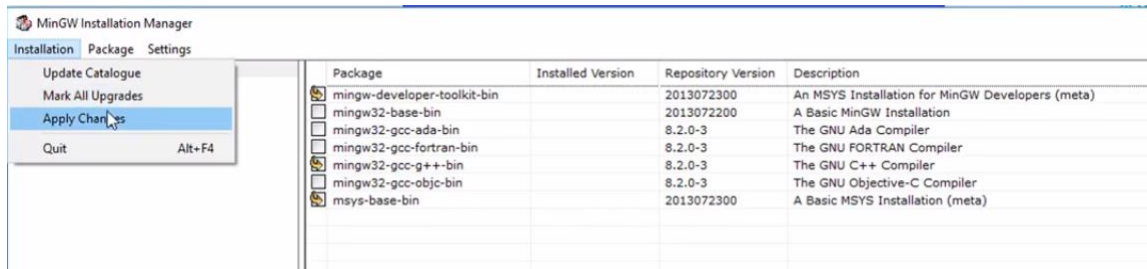 MinGW Installation Manager
Installation Package Settings
Update Catalogue
Mark All Upgrades
Apply Changes
Quit Alt+F4
Package Installed Version Repository Version Description
mingw-developer-toolkit-bin 2013072300 An MSYS Installation for MinGW Developers (meta)
mingw32-base-bin 2013072200 A Basic MinGW Installation
mingw32-gcc-ada-bin 8.2.0-3 The GNU Ada Compiler
mingw32-gcc-fortran-bin 8.2.0-3 The GNU FORTRAN Compiler
mingw32-gcc-g++-bin 8.2.0-3 The GNU C++ Compiler
mingw32-gcc-objc-bin 8.2.0-3 The GNU Objective-C Compiler
msys-base-bin 2013072300 A Basic MSYS Installation (meta)